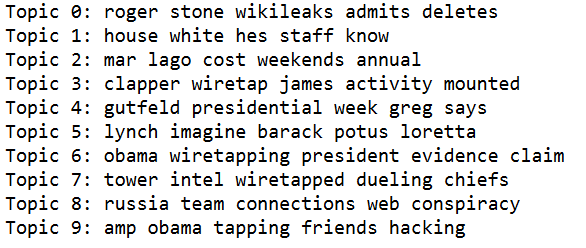 Topic 0: roger stone wikileaks admits deletes
Topic 1: house white hes staff know
Topic 2: mar lago cost weekends annual
Topic 3: clapper wiretap james activity mounted
Topic 4: gutfeld presidential week greg says
Topic 5: lynch imagine barack potus loretta
Topic 6: obama wiretapping president evidence claim
Topic 7: tower intel wiretapped dueling chiefs
Topic 8: russia team connections web conspiracy
Topic 9: amp obama tapping friends hacking